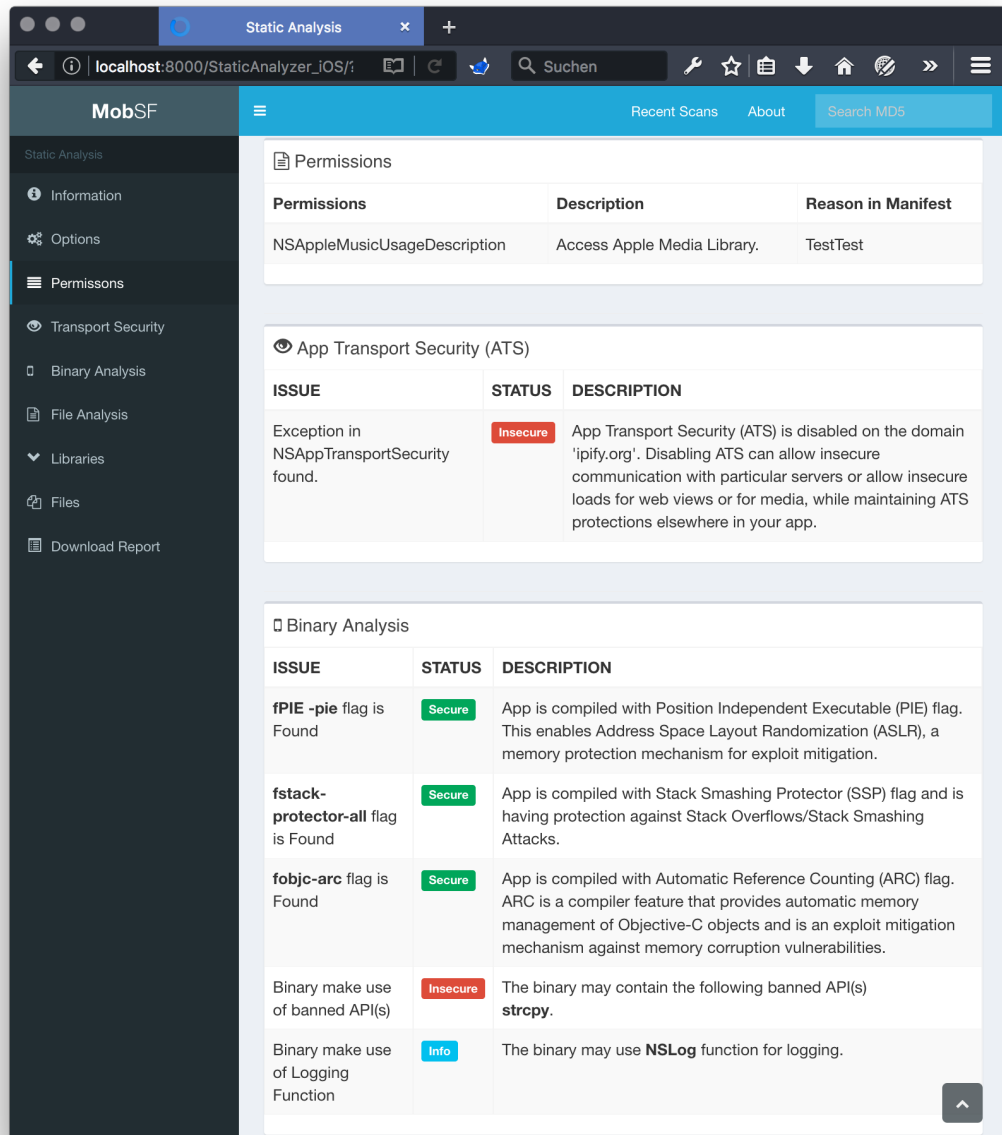 Static Analysis
localhost:8000/StaticAnalyzer_iOS/?
Suchen
MobSF
Recent Scans
About
Search MD5
Static Analysis
Information
Options
Permissons
Transport Security
Binary Analysis
File Analysis
Libraries
Files
Download Report
Permissions
Permissions Description Reason in Manifest
NSAppleMusicUsageDescription Access Apple Media Library. TestTest
App Transport Security (ATS)
ISSUE STATUS DESCRIPTION
Exception in
NSAppTransportSecurity
found.
Insecure
App Transport Security (ATS) is disabled on the domain
'ipify.org'. Disabling ATS can allow insecure
communication with particular servers or allow insecure
loads for web views or for media, while maintaining ATS
protections elsewhere in your app.
Binary Analysis
ISSUE STATUS DESCRIPTION
fPIE -pie flag is
Found
Secure
App is compiled with Position Independent Executable (PIE) flag.
This enables Address Space Layout Randomization (ASLR), a
memory protection mechanism for exploit mitigation.
fstack-
protector-all flag
is Found
Secure
App is compiled with Stack Smashing Protector (SSP) flag and is
having protection against Stack Overflows/Stack Smashing
Attacks.
fobjc-arc flag is
Found
Secure
App is compiled with Automatic Reference Counting (ARC) flag.
ARC is a compiler feature that provides automatic memory
management of Objective-C objects and is an exploit mitigation
mechanism against memory corruption vulnerabilities.
Binary make use
of banned API(s)
Insecure
The binary may contain the following banned API(s)
strcpy.
Binary make use
of Logging
Function
Info
The binary may use NSLog function for logging.